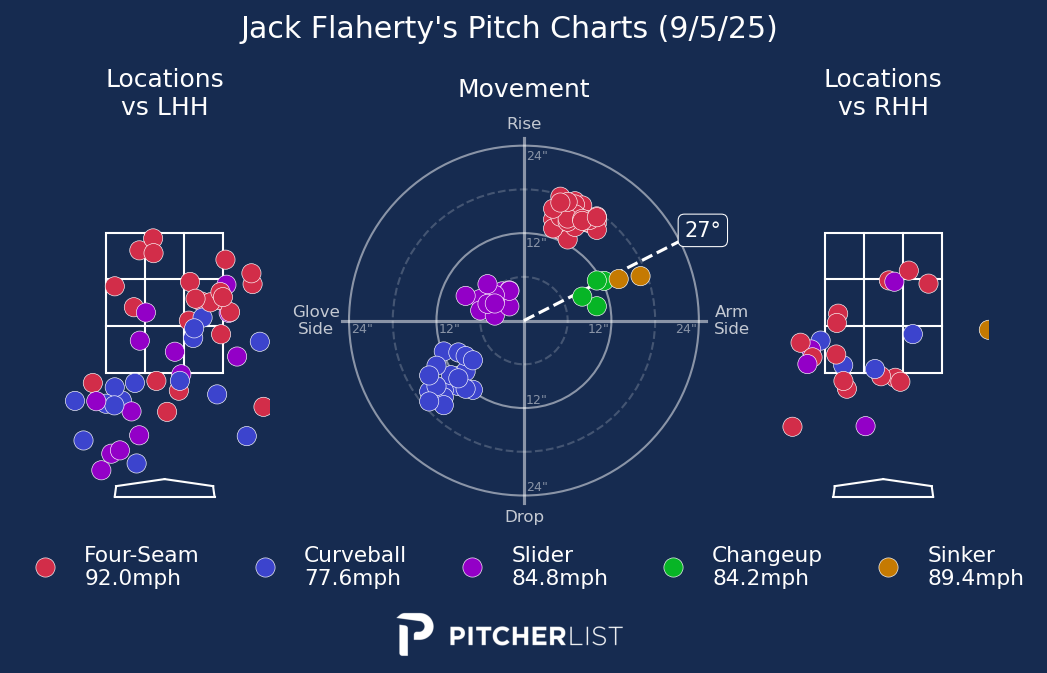 Jack Flaherty's Pitch Charts (9/5/25)
Locations
vs LHH
Movement
Locations
vs RHH
Rise
24"
27°
12"
Glove
Side
24"
12"
12"
24"
Arm
Side
12"
24"
Drop
Four-Seam
92.0mph
Curveball
77.6mph
Slider
84.8mph
Changeup
84.2mph
Sinker
89.4mph
PITCHERLIST